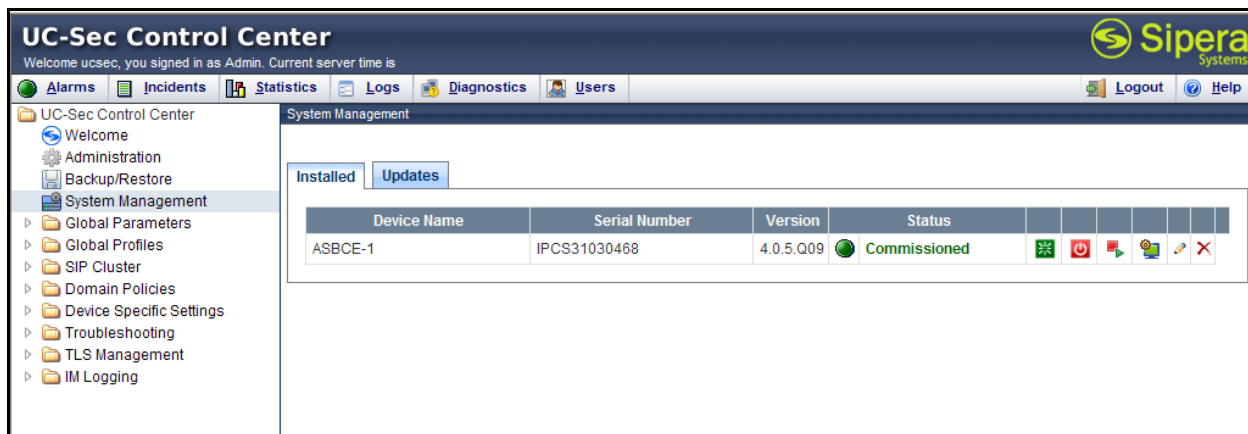 UC-Sec Control Center
Welcome ucsec, you signed in as Admin. Current server time is
Sipera
Systems
Alarms Incidents Statistics Logs Diagnostics Users Logout Help
UC-Sec Control Center
Welcome
Administration
Backup/Restore
System Management
Global Parameters
Global Profiles
SIP Cluster
Domain Policies
Device Specific Settings
Troubleshooting
TLS Management
IM Logging
System Management
Installed Updates
Device Name Serial Number Version Status
ASBCE-1 IPCS31030468 4.0.5.Q09 Commissioned